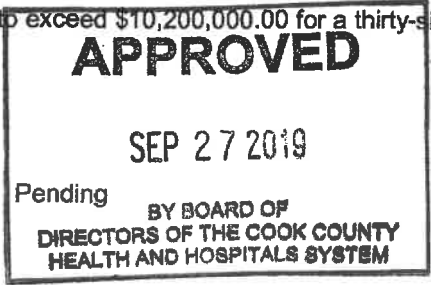 to exceed $10,200,000.00 for a thirty-s
APPROVED
SEP 27 2019
Pending
BY BOARD OF
DIRECTORS OF THE COOK COUNTY
HEALTH AND HOSPITALS SYSTEM